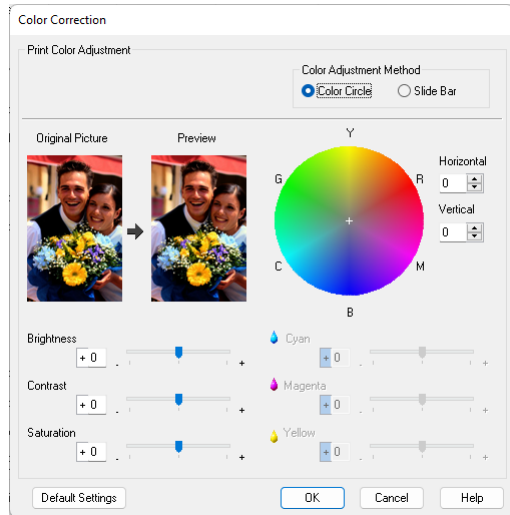 Color Correction
Print Color Adjustment
Color Adjustment Method
Color Circle
Slide Bar
Original Picture
Preview
Y
G
R
C
M
B
Horizontal
0
Vertical
0
Brightness
+ 0
- +
Cyan
+ 0
- +
Contrast
+ 0
- +
Magenta
+ 0
- +
Saturation
+ 0
- +
Yellow
+ 0
- +
Default Settings
OK
Cancel
Help